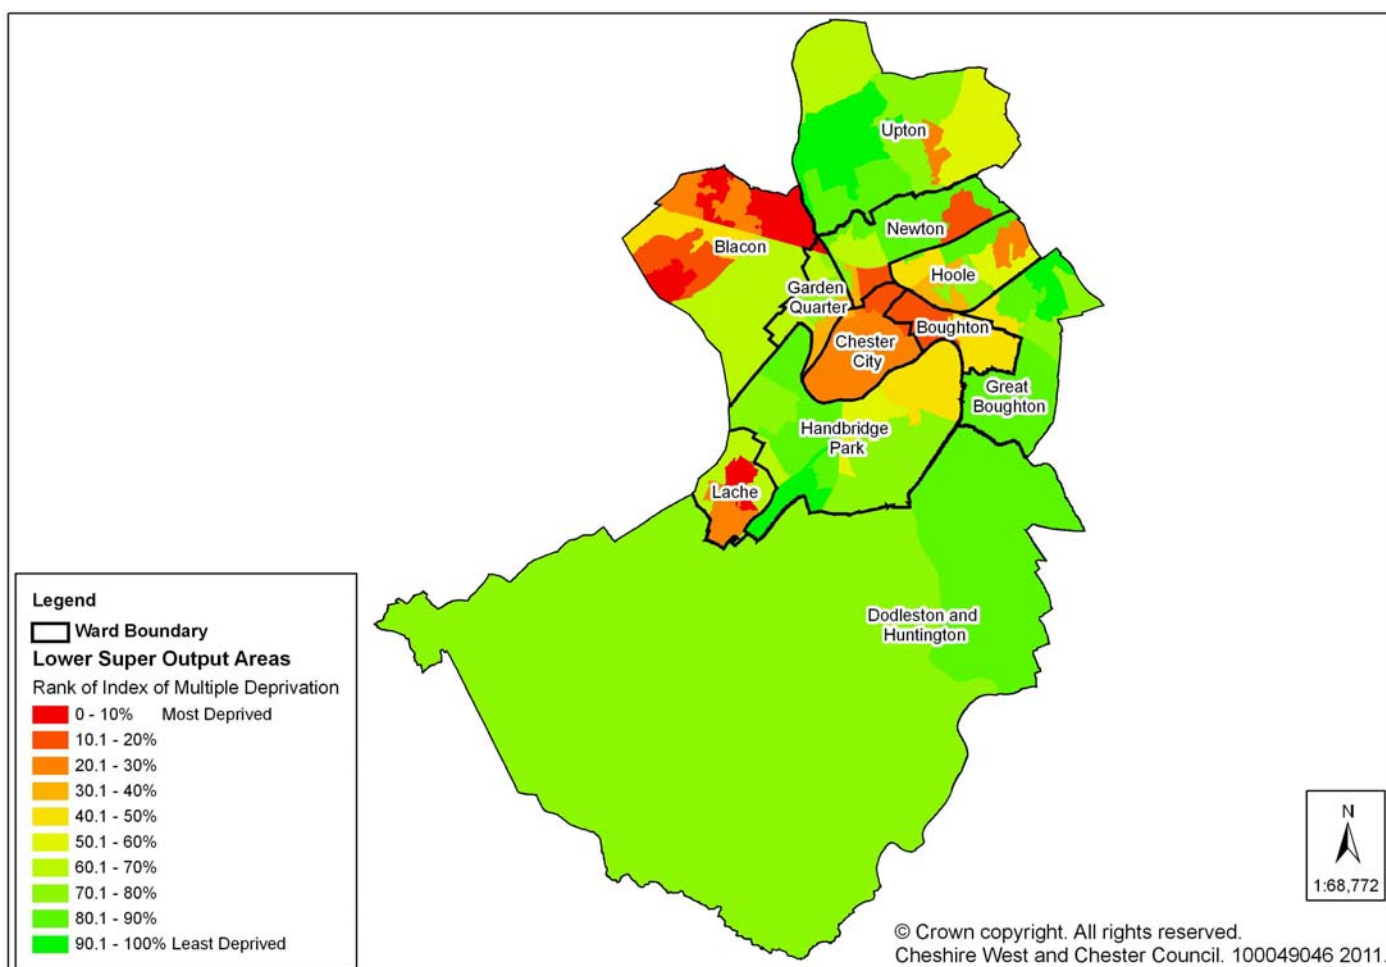 Upton
Newton
Blacon
Hoole
Garden
Quarter
Boughton
Chester
City
Great
Boughton
Handbridge
Park
Lache
Dodleston and
Huntington
Legend
Ward Boundary
Lower Super Output Areas
Rank of Index of Multiple Deprivation
0 - 10% Most Deprived
10.1 - 20%
20.1 - 30%
30.1 - 40%
40.1 - 50%
50.1 - 60%
60.1 - 70%
70.1 - 80%
80.1 - 90%
90.1 - 100% Least Deprived
N
1:68,772
© Crown copyright. All rights reserved.
Cheshire West and Chester Council. 100049046 2011.